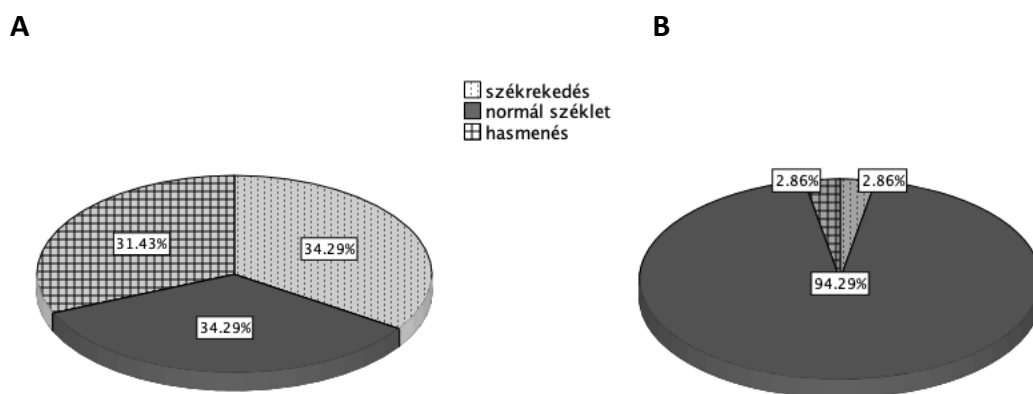 A
B
székrekedés
normál széklet
hasmenés
31.43%
34.29%
34.29%
2.86%
2.86%
94.29%